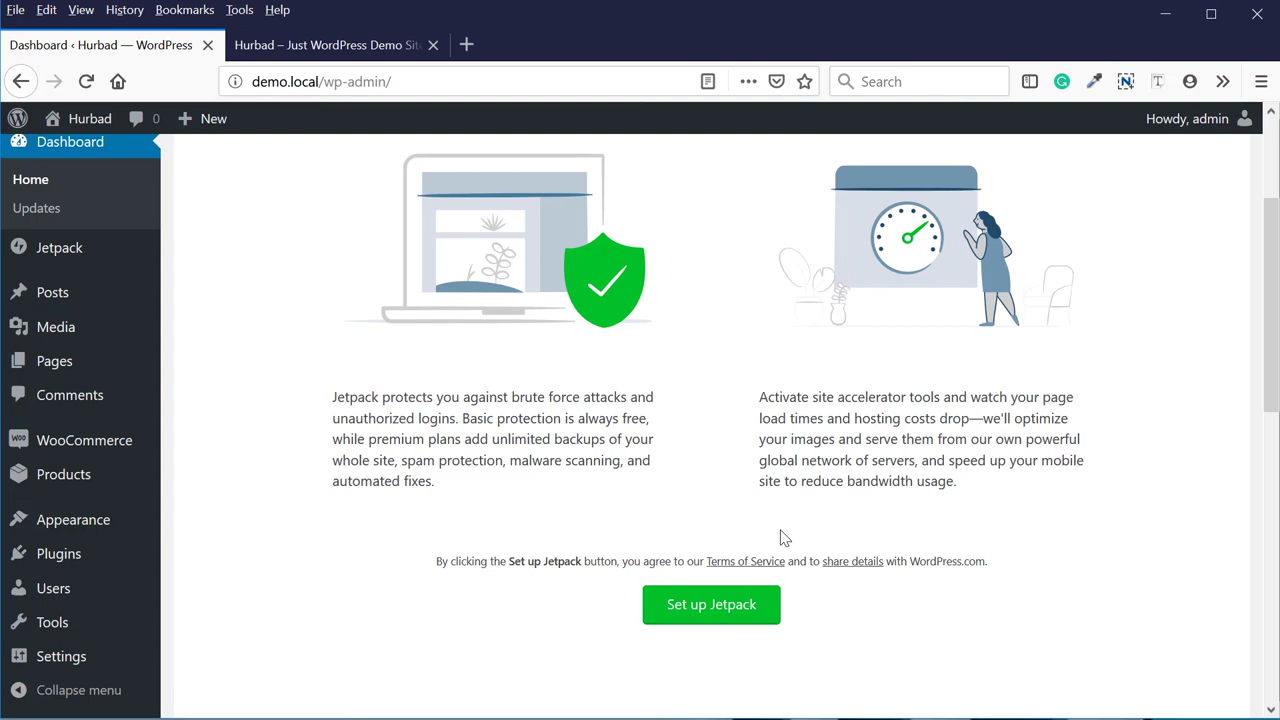 File Edit View History Bookmarks Tools Help
Dashboard ‹ Hurbad — WordPress
Hurbad – Just WordPress Demo Sit
demo.local/wp-admin/
Search
Hurbad 0 New
Howdy, admin
Dashboard
Home
Updates
Jetpack
Posts
Media
Pages
Comments
WooCommerce
Products
Appearance
Plugins
Users
Tools
Settings
Collapse menu
Jetpack protects you against brute force attacks and
unauthorized logins. Basic protection is always free,
while premium plans add unlimited backups of your
whole site, spam protection, malware scanning, and
automated fixes.
Activate site accelerator tools and watch your page
load times and hosting costs drop—we'll optimize
your images and serve them from our own powerful
global network of servers, and speed up your mobile
site to reduce bandwidth usage.
By clicking the Set up Jetpack button, you agree to our Terms of Service and to share details with WordPress.com.
Set up Jetpack